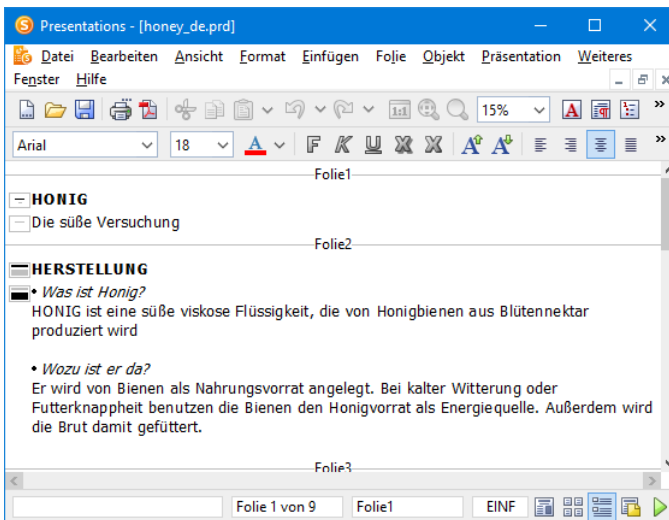 Presentations - [honey_de.prd]
Datei Bearbeiten Ansicht Format Einfügen Folie Objekt Präsentation Weiteres
Fenster Hilfe
1:1 15% A
Arial 18 A F K U X X A A
Folie1
HONIG
Die süße Versuchung
Folie2
HERSTELLUNG
• Was ist Honig?
HONIG ist eine süße viskose Flüssigkeit, die von Honigbienen aus Blütennektar
produziert wird
• Wozu ist er da?
Er wird von Bienen als Nahrungsvorrat angelegt. Bei kalter Witterung oder
Futterknappheit benutzen die Bienen den Honigvorrat als Energiequelle. Außerdem wird
die Brut damit gefüttert.
Folie3
Folie 1 von 9 Folie1 EINF